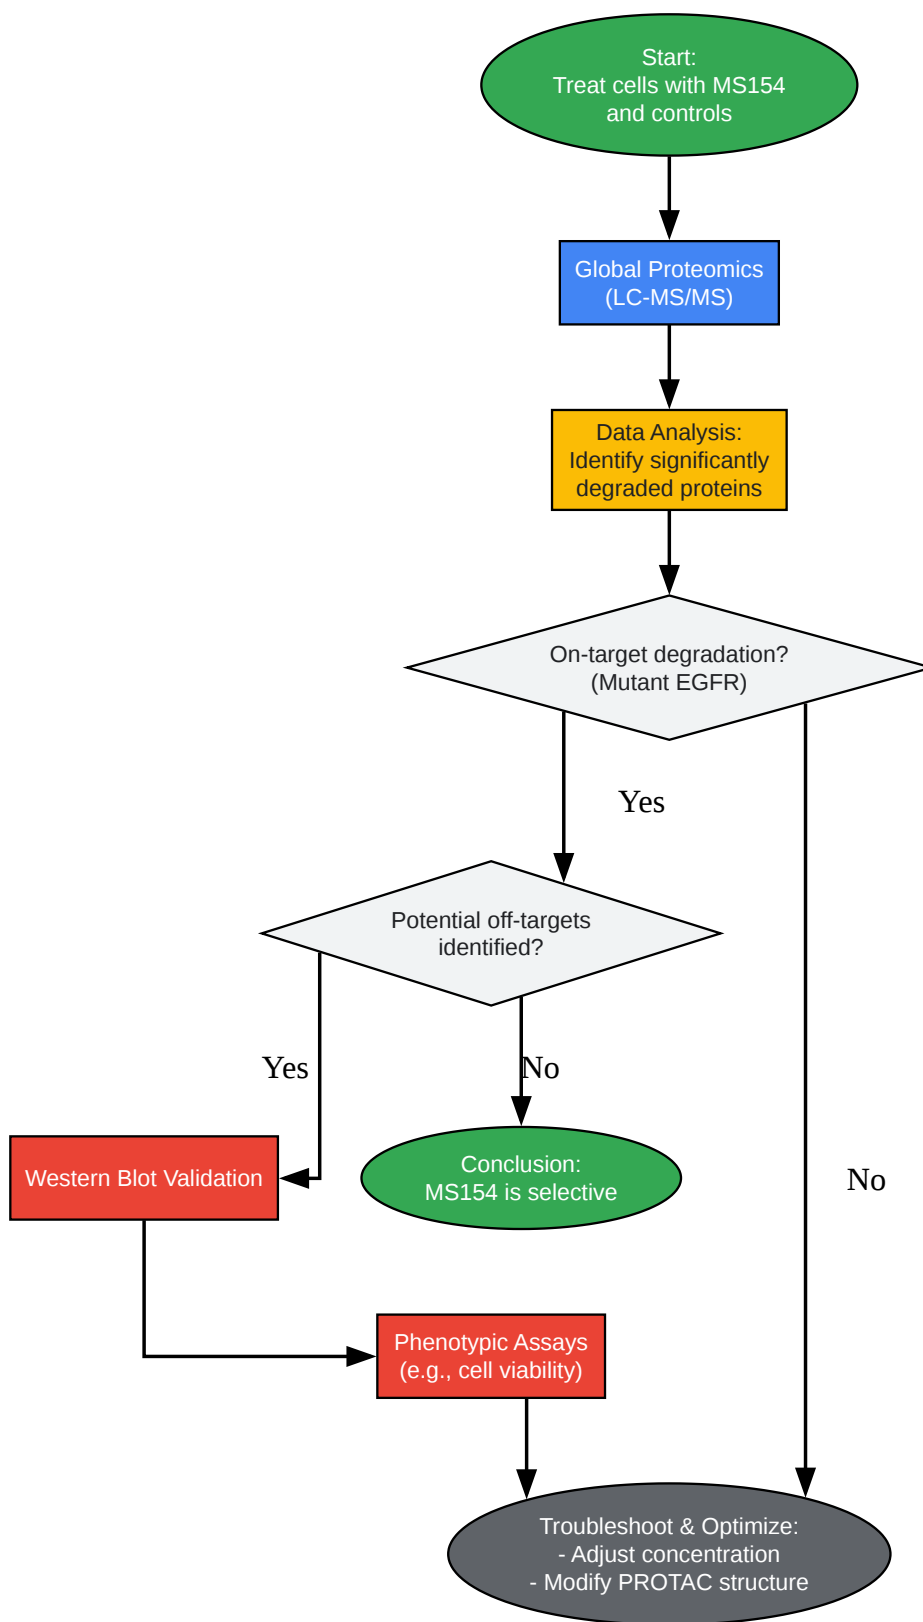 Start:
Treat cells with MS154
and controls
Global Proteomics
(LC-MS/MS)
Data Analysis:
Identify significantly
degraded proteins
On-target degradation?
(Mutant EGFR)
Yes
Potential off-targets
identified?
Yes
No
Western Blot Validation
Conclusion:
MS154 is selective
No
Phenotypic Assays
(e.g., cell viability)
Troubleshoot & Optimize:
- Adjust concentration
- Modify PROTAC structure